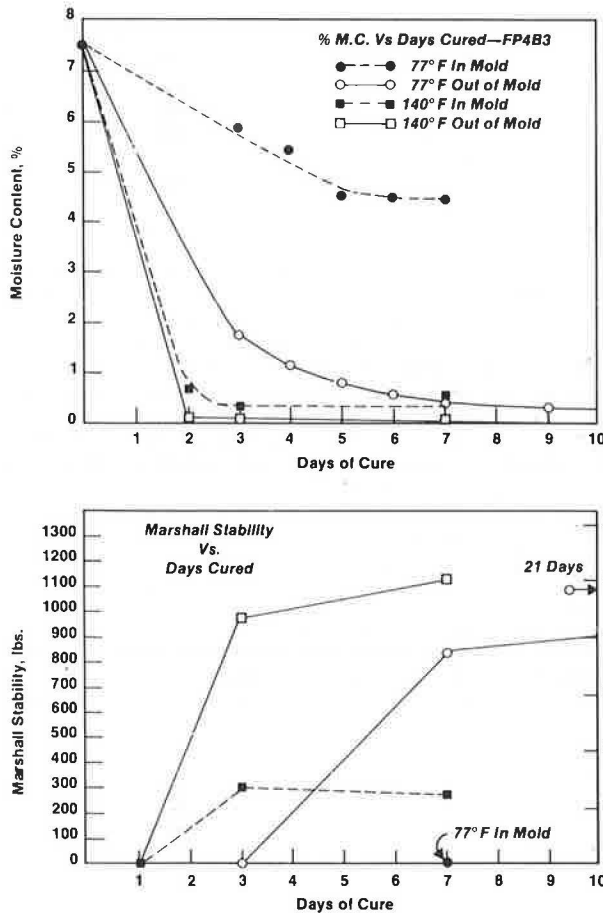 % M.C. Vs Days Cured—FP4B3
77°F In Mold
77°F Out of Mold
140°F In Mold
140°F Out of Mold
8
7
6
5
4
3
2
1
0
Moisture Content, %
1 2 3 4 5 6 7 8 9 10
Days of Cure
Marshall Stability
Vs.
Days Cured
21 Days
1300
1200
1100
1000
900
800
700
600
500
400
300
200
100
0
Marshall Stability, lbs.
77°F In Mold
1 2 3 4 5 6 7 8 9 10
Days of Cure